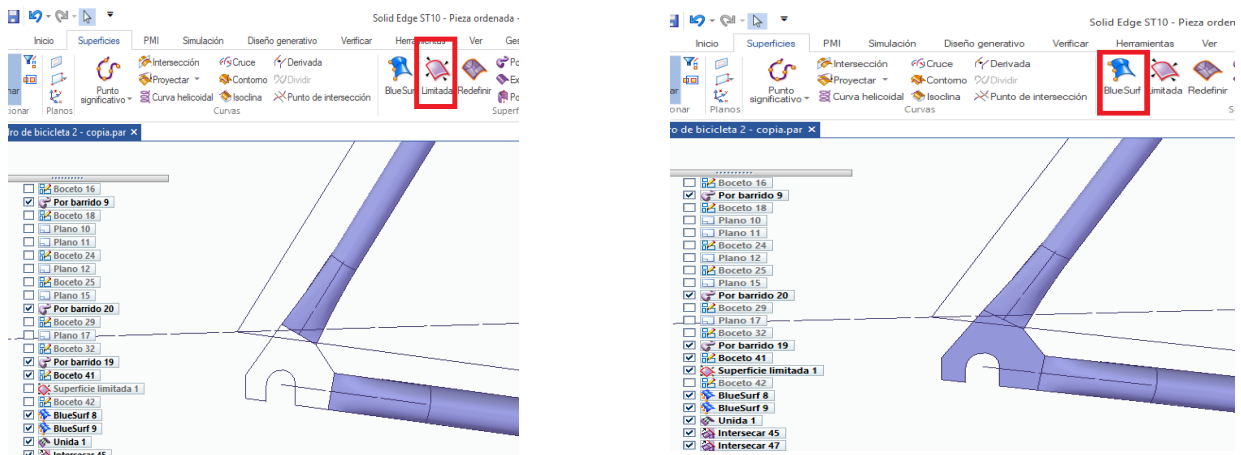 Solid Edge ST10 - Pieza ordenada -
Inicio Superficies PMI Simulación Diseño generativo Verificar Herramientas Ver
Intersección Cruce Derivada
Proyectar Contorno Dividir
Punto significativo Curva helicoidal Isoclina Punto de intersección
BlueSurf Limitada Redefinir
Planos Curvas
ro de bicicleta 2 - copia.par
Boceto 16
Por barrido 9
Boceto 18
Plano 10
Plano 11
Boceto 24
Plano 12
Boceto 25
Plano 15
Por barrido 20
Boceto 29
Plano 17
Boceto 32
Por barrido 19
Boceto 41
Superficie limitada 1
Boceto 42
BlueSurf 8
BlueSurf 9
Unida 1
Intersecar 45
Solid Edge ST10 - Pieza orden
Inicio Superficies PMI Simulación Diseño generativo Verificar Herramientas Ver
Intersección Cruce Derivada
Proyectar Contorno Dividir
Punto significativo Curva helicoidal Isoclina Punto de intersección
BlueSurf Limitada Redefinir
Planos Curvas
ro de bicicleta 2 - copia.par
Boceto 16
Por barrido 9
Boceto 18
Plano 10
Plano 11
Boceto 24
Plano 12
Boceto 25
Plano 15
Por barrido 20
Boceto 29
Plano 17
Boceto 32
Por barrido 19
Boceto 41
Superficie limitada 1
Boceto 42
BlueSurf 8
BlueSurf 9
Unida 1
Intersecar 45
Intersecar 47